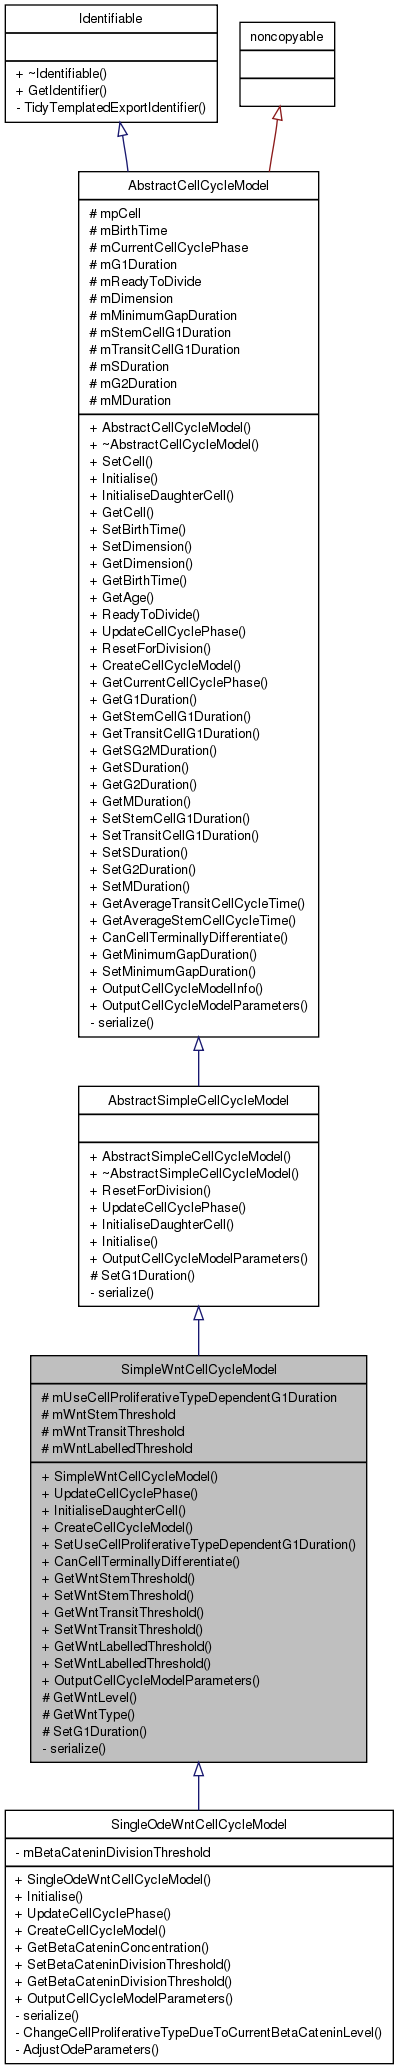 Identifiable
+ ~Identifiable()
+ GetIdentifier()
- TidyTemplatedExportIdentifier()
noncopyable
AbstractCellCycleModel
# mpCell
# mBirthTime
# mCurrentCellCyclePhase
# mG1Duration
# mReadyToDivide
# mDimension
# mMinimumGapDuration
# mStemCellG1Duration
# mTransitCellG1Duration
# mSDuration
# mG2Duration
# mMDuration
+ AbstractCellCycleModel()
+ ~AbstractCellCycleModel()
+ SetCell()
+ Initialise()
+ InitialiseDaughterCell()
+ GetCell()
+ SetBirthTime()
+ SetDimension()
+ GetDimension()
+ GetBirthTime()
+ GetAge()
+ ReadyToDivide()
+ UpdateCellCyclePhase()
+ ResetForDivision()
+ CreateCellCycleModel()
+ GetCurrentCellCyclePhase()
+ GetG1Duration()
+ GetStemCellG1Duration()
+ GetTransitCellG1Duration()
+ GetSG2MDuration()
+ GetSDuration()
+ GetG2Duration()
+ GetMDuration()
+ SetStemCellG1Duration()
+ SetTransitCellG1Duration()
+ SetSDuration()
+ SetG2Duration()
+ SetMDuration()
+ GetAverageTransitCellCycleTime()
+ GetAverageStemCellCycleTime()
+ CanCellTerminallyDifferentiate()
+ GetMinimumGapDuration()
+ SetMinimumGapDuration()
+ OutputCellCycleModelInfo()
+ OutputCellCycleModelParameters()
- serialize()
AbstractSimpleCellCycleModel
+ AbstractSimpleCellCycleModel()
+ ~AbstractSimpleCellCycleModel()
+ ResetForDivision()
+ UpdateCellCyclePhase()
+ InitialiseDaughterCell()
+ Initialise()
+ OutputCellCycleModelParameters()
# SetG1Duration()
- serialize()
SimpleWntCellCycleModel
# mUseCellProliferativeTypeDependentG1Duration
# mWntStemThreshold
# mWntTransitThreshold
# mWntLabelledThreshold
+ SimpleWntCellCycleModel()
+ UpdateCellCyclePhase()
+ InitialiseDaughterCell()
+ CreateCellCycleModel()
+ SetUseCellProliferativeTypeDependentG1Duration()
+ CanCellTerminallyDifferentiate()
+ GetWntStemThreshold()
+ SetWntStemThreshold()
+ GetWntTransitThreshold()
+ SetWntTransitThreshold()
+ GetWntLabelledThreshold()
+ SetWntLabelledThreshold()
+ OutputCellCycleModelParameters()
# GetWntLevel()
# GetWntType()
# SetG1Duration()
- serialize()
SingleOdeWntCellCycleModel
- mBetaCateninDivisionThreshold
+ SingleOdeWntCellCycleModel()
+ Initialise()
+ UpdateCellCyclePhase()
+ CreateCellCycleModel()
+ GetBetaCateninConcentration()
+ SetBetaCateninDivisionThreshold()
+ GetBetaCateninDivisionThreshold()
+ OutputCellCycleModelParameters()
- serialize()
- ChangeCellProliferativeTypeDueToCurrentBetaCateninLevel()
- AdjustOdeParameters()